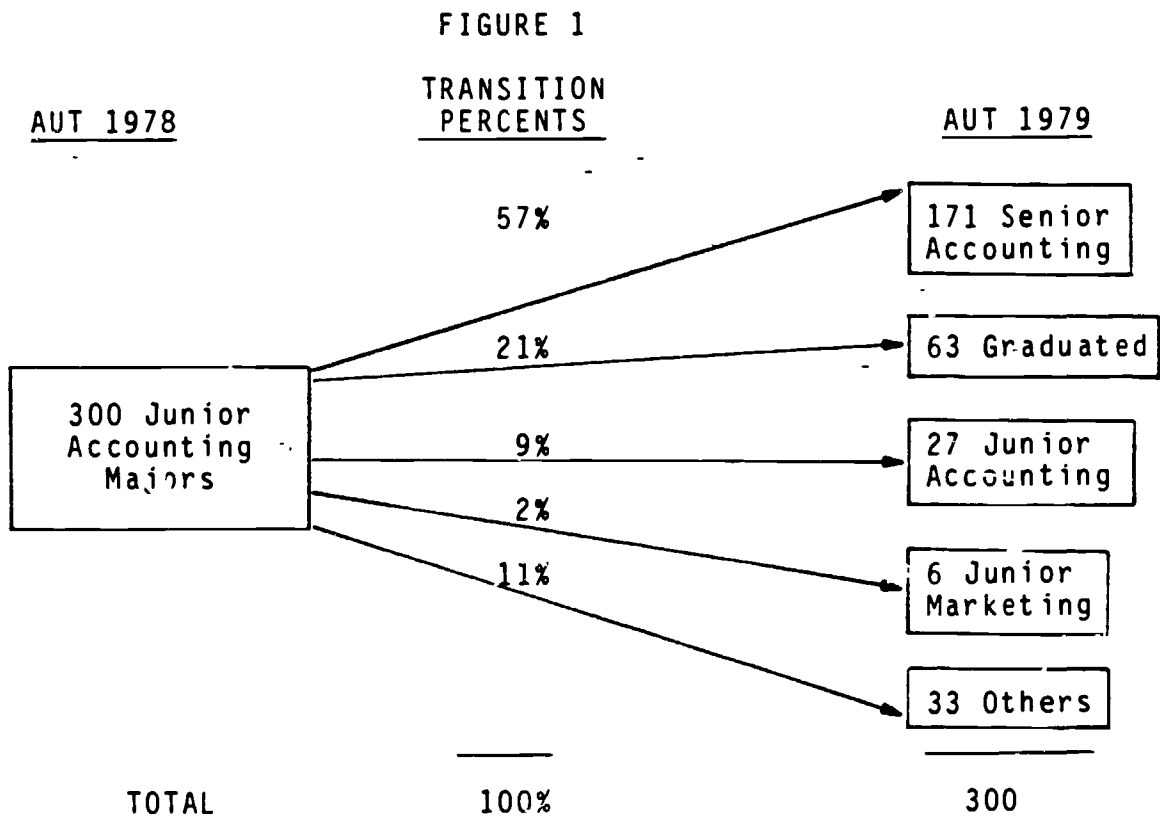 FIGURE 1
TRANSITION
AUT 1978 PERCENTS AUT 1979
57% 171 Senior
Accounting
21% 63 Graduated
300 Junior
Accounting
Majors
9% 27 Junior
Accounting
2%
11% 6 Junior
Marketing
33 Others
TOTAL 100% 300